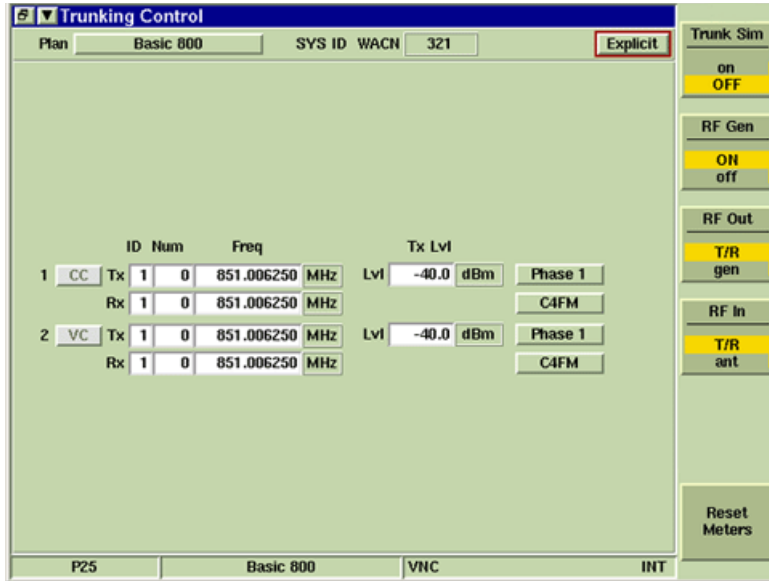 Trunking Control
Plan Basic 800 SYS ID WACN 321 Explicit
ID Num Freq Tx Lvl
1 CC Tx 1 0 851.006250 MHz Lvl -40.0 dBm Phase 1
Rx 1 0 851.006250 MHz C4FM
2 VC Tx 1 0 851.006250 MHz Lvl -40.0 dBm Phase 1
Rx 1 0 851.006250 MHz C4FM
P25 Basic 800 VNC INT
Trunk Sim
on
OFF
RF Gen
ON
off
RF Out
T/R
gen
RF In
T/R
ant
Reset
Meters